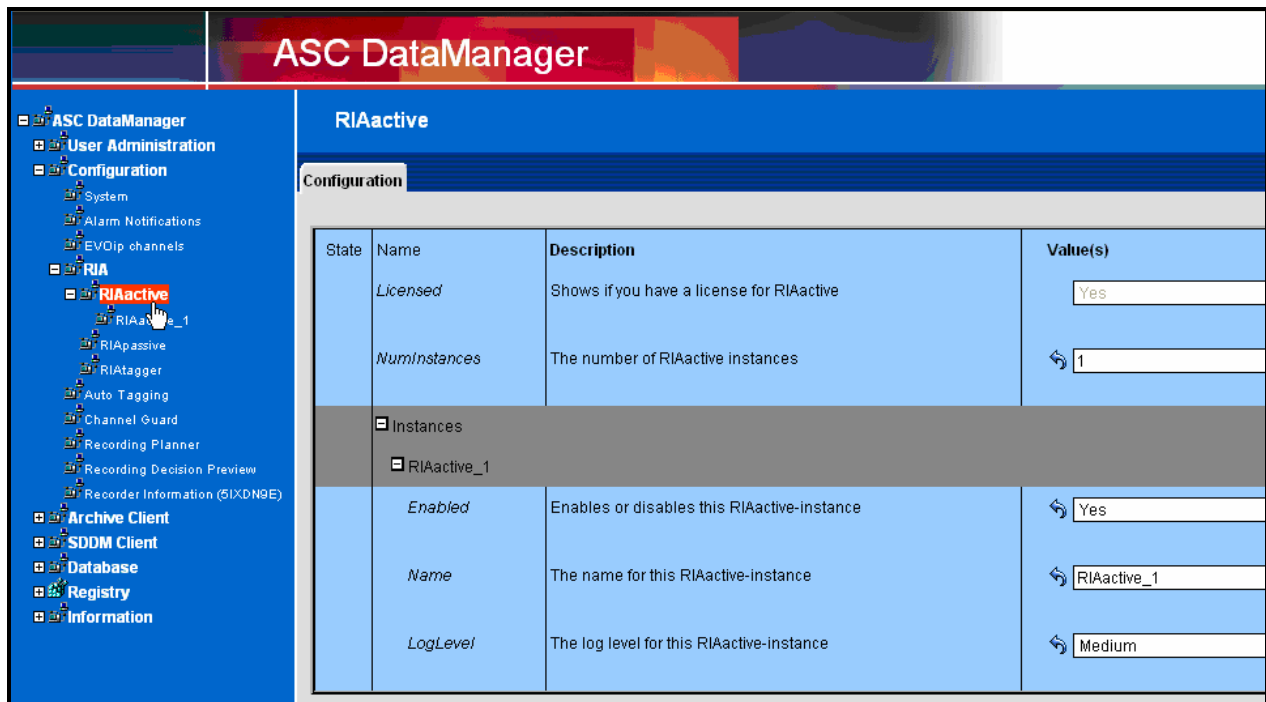 ASC DataManager
ASC DataManager
User Administration
Configuration
System
Alarm Notifications
EVOip channels
RIA
RIAactive
RIAactive_1
RIApassive
RIAtagger
Auto Tagging
Channel Guard
Recording Planner
Recording Decision Preview
Recorder Information (5IXDN9E)
Archive Client
SDDM Client
Database
Registry
Information
RIAactive
Configuration
State Name Description Value(s)
Licensed Shows if you have a license for RIAactive Yes
NumInstances The number of RIAactive instances 1
Instances
RIAactive_1
Enabled Enables or disables this RIAactive-instance Yes
Name The name for this RIAactive-instance RIAactive_1
LogLevel The log level for this RIAactive-instance Medium